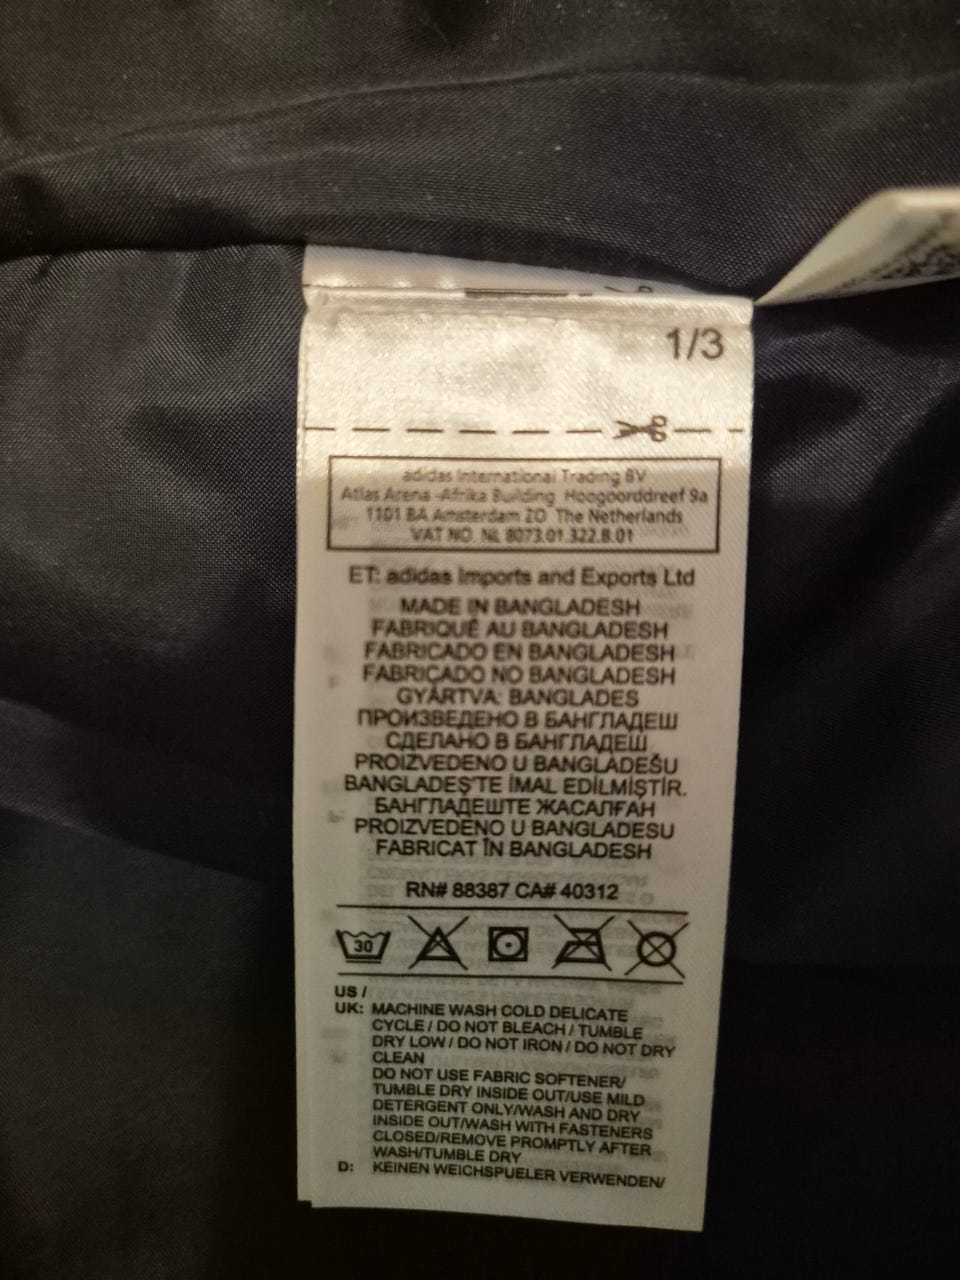 1/3
adidas International Trading BV
Atlas Arena -Afrika Building Hoogoorddreef 9a
1101 BA Amsterdam ZO The Netherlands
VAT NO. NL 8073.01.322.B.01
ET: adidas Imports and Exports Ltd
MADE IN BANGLADESH
FABRIQUÉ AU BANGLADESH
FABRICADO EN BANGLADESH
FABRICADO NO BANGLADESH
GYÁRTVA: BANGLADES
ПРОИЗВЕДЕНО В БАНГЛАДЕШ
СДЕЛАНО В БАНГЛАДЕШ
PROIZVEDENO U BANGLADEŠU
BANGLADEŞ'TE İMAL EDİLMİŞTİR.
БАНГЛАДЕШТЕ ЖАСАЛҒАН
PROIZVEDENO U BANGLADESU
FABRICAT ÎN BANGLADESH
RN# 88387 CA# 40312
30
US /
UK: MACHINE WASH COLD DELICATE
CYCLE / DO NOT BLEACH / TUMBLE
DRY LOW / DO NOT IRON / DO NOT DRY
CLEAN
DO NOT USE FABRIC SOFTENER/
TUMBLE DRY INSIDE OUT/USE MILD
DETERGENT ONLY/WASH AND DRY
INSIDE OUT/WASH WITH FASTENERS
CLOSED/REMOVE PROMPTLY AFTER
WASH/TUMBLE DRY
D: KEINEN WEICHSPUELER VERWENDEN/